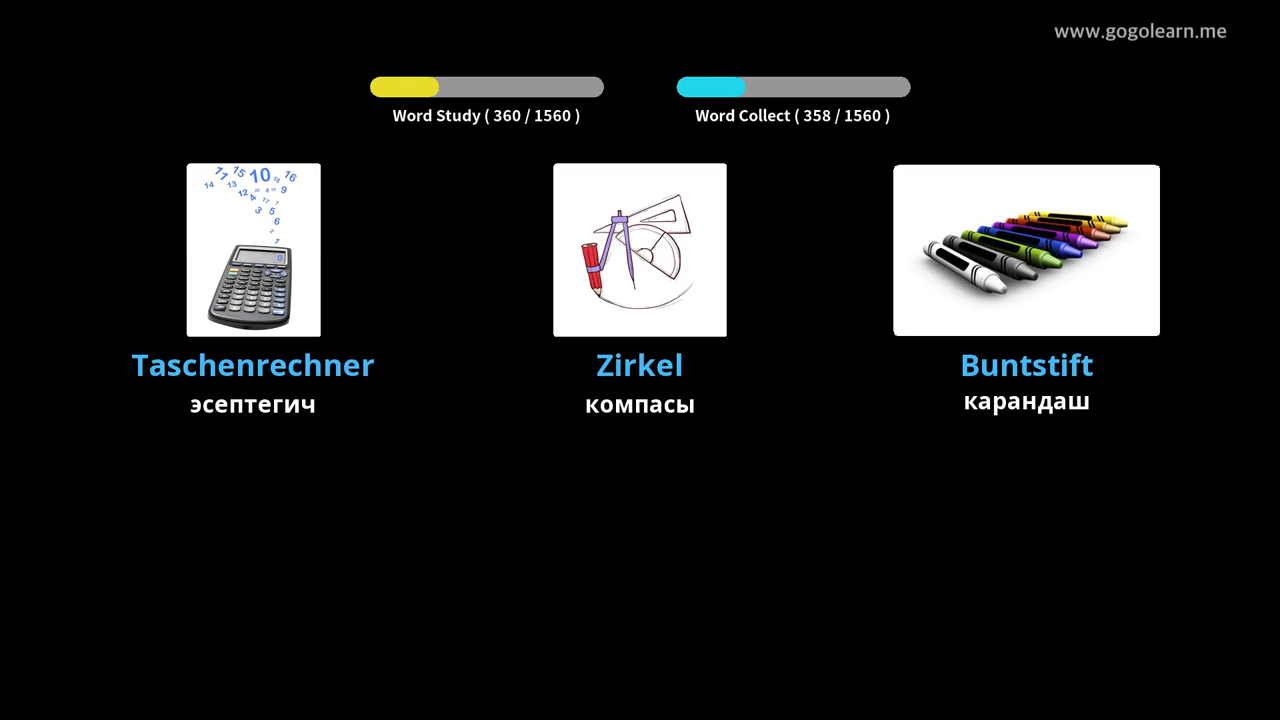 www.gogolearn.me
Word Study ( 360 / 1560 )
Word Collect ( 358 / 1560 )
Taschenrechner
эсептегич
Zirkel
компасы
Buntstift
карандаш